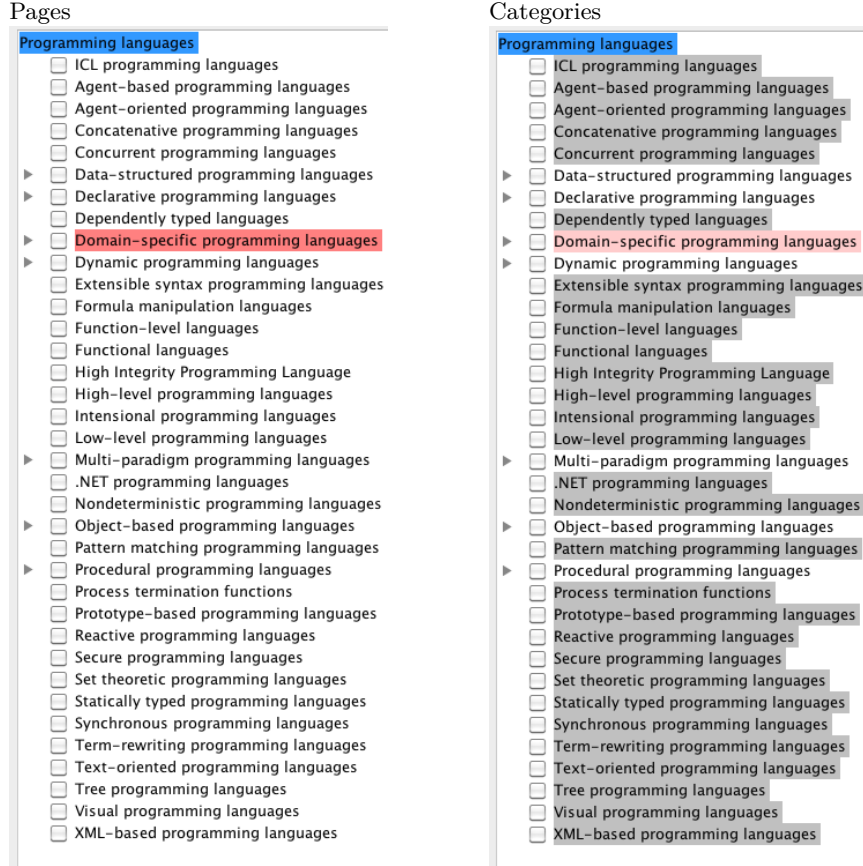 Pages
Programming languages
ICL programming languages
Agent-based programming languages
Agent-oriented programming languages
Concatenative programming languages
Concurrent programming languages
Data-structured programming languages
Declarative programming languages
Dependently typed languages
Domain-specific programming languages
Dynamic programming languages
Extensible syntax programming languages
Formula manipulation languages
Function-level languages
Functional languages
High Integrity Programming Language
High-level programming languages
Intensional programming languages
Low-level programming languages
Multi-paradigm programming languages
.NET programming languages
Nondeterministic programming languages
Object-based programming languages
Pattern matching programming languages
Procedural programming languages
Process termination functions
Prototype-based programming languages
Reactive programming languages
Secure programming languages
Set theoretic programming languages
Statically typed programming languages
Synchronous programming languages
Term-rewriting programming languages
Text-oriented programming languages
Tree programming languages
Visual programming languages
XML-based programming languages
Categories
Programming languages
ICL programming languages
Agent-based programming languages
Agent-oriented programming languages
Concatenative programming languages
Concurrent programming languages
Data-structured programming languages
Declarative programming languages
Dependently typed languages
Domain-specific programming languages
Dynamic programming languages
Extensible syntax programming languages
Formula manipulation languages
Function-level languages
Functional languages
High Integrity Programming Language
High-level programming languages
Intensional programming languages
Low-level programming languages
Multi-paradigm programming languages
.NET programming languages
Nondeterministic programming languages
Object-based programming languages
Pattern matching programming languages
Procedural programming languages
Process termination functions
Prototype-based programming languages
Reactive programming languages
Secure programming languages
Set theoretic programming languages
Statically typed programming languages
Synchronous programming languages
Term-rewriting programming languages
Text-oriented programming languages
Tree programming languages
Visual programming languages
XML-based programming languages